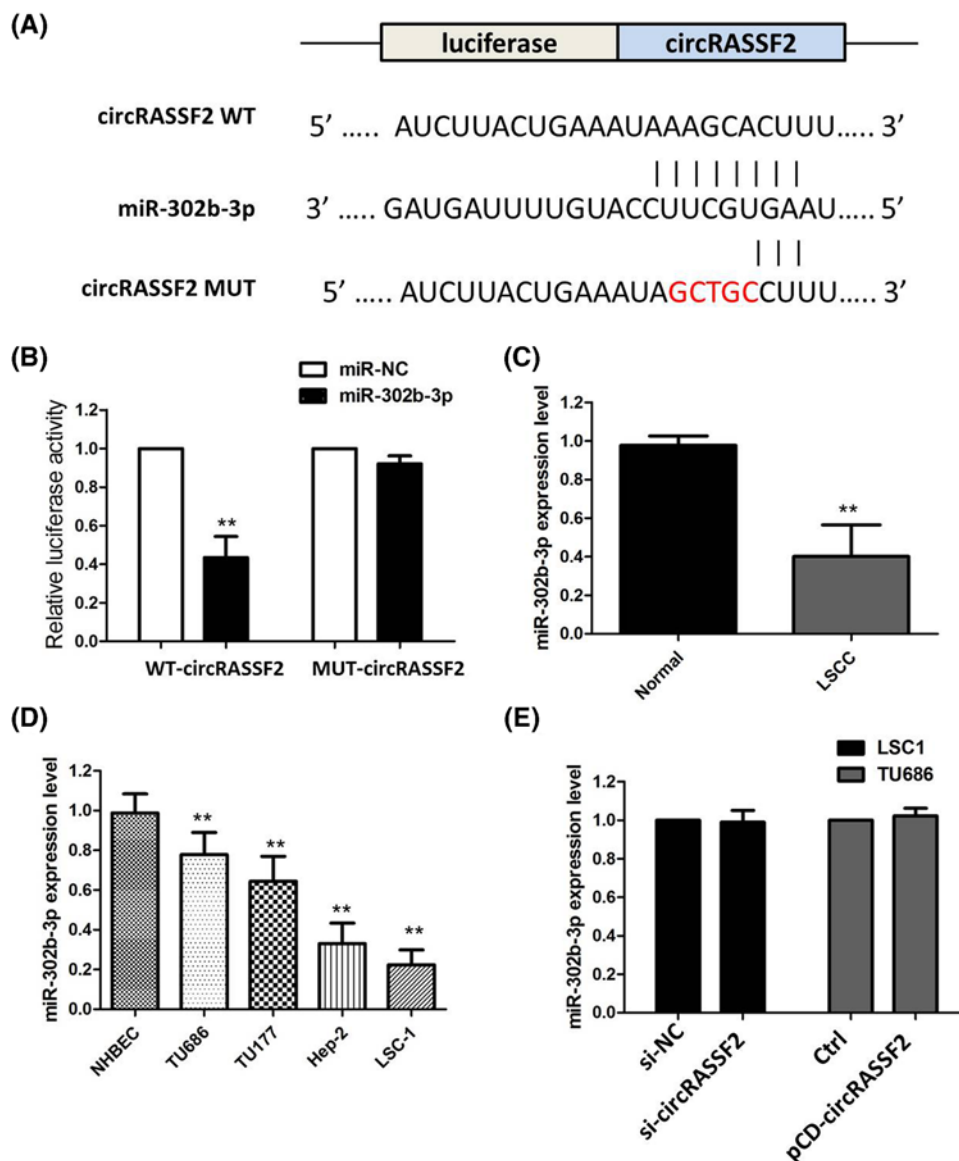 (A)
luciferase circRASSF2
circRASSF2 WT 5’ ..... AUCUUACUGAAAUAAAGCACUUU..... 3’
miR-302b-3p 3’ ..... GAUGAUUUUGUACCUUCGUGAAU..... 5’
circRASSF2 MUT 5’ ..... AUCUUACUGAAAUAGCTGCCUUU..... 3’
(B)
miR-NC
miR-302b-3p
Relative luciferase activity
1.2
1.0
0.8
0.6
0.4
0.2
0.0
**
WT-circRASSF2 MUT-circRASSF2
(C)
miR-302b-3p expression level
1.2
1.0
0.8
0.6
0.4
0.2
0.0
**
Normal LSCC
(D)
miR-302b-3p expression level
1.2
1.0
0.8
0.6
0.4
0.2
0.0
** ** ** **
NHBEC TU686 TU177 Hep-2 LSC-1
(E)
LSC1
TU686
miR-302b-3p expression level
1.2
1.0
0.8
0.6
0.4
0.2
0.0
si-NC si-circRASSF2 Ctrl pCD-circRASSF2